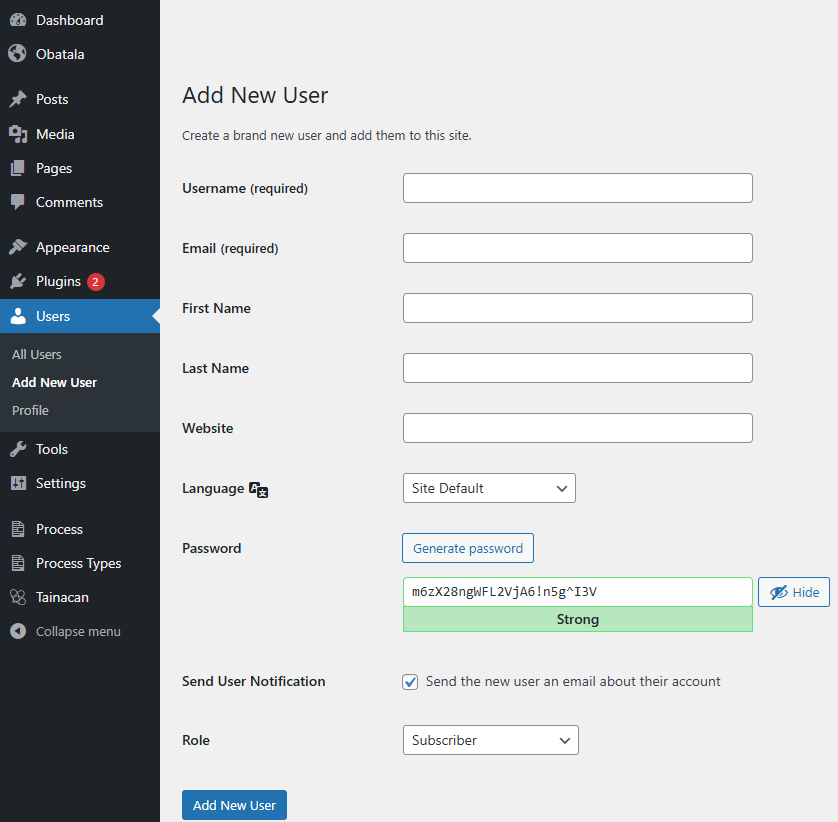 Dashboard
Obatala
Posts
Media
Pages
Comments
Appearance
Plugins 2
Users
All Users
Add New User
Profile
Tools
Settings
Process
Process Types
Tainacan
Collapse menu
Add New User
Create a brand new user and add them to this site.
Username (required)
Email (required)
First Name
Last Name
Website
Language
Site Default
Password
Generate password
m6zX28ngWFL2VjA6!n5g^I3V
Hide
Strong
Send User Notification
Send the new user an email about their account
Role
Subscriber
Add New User